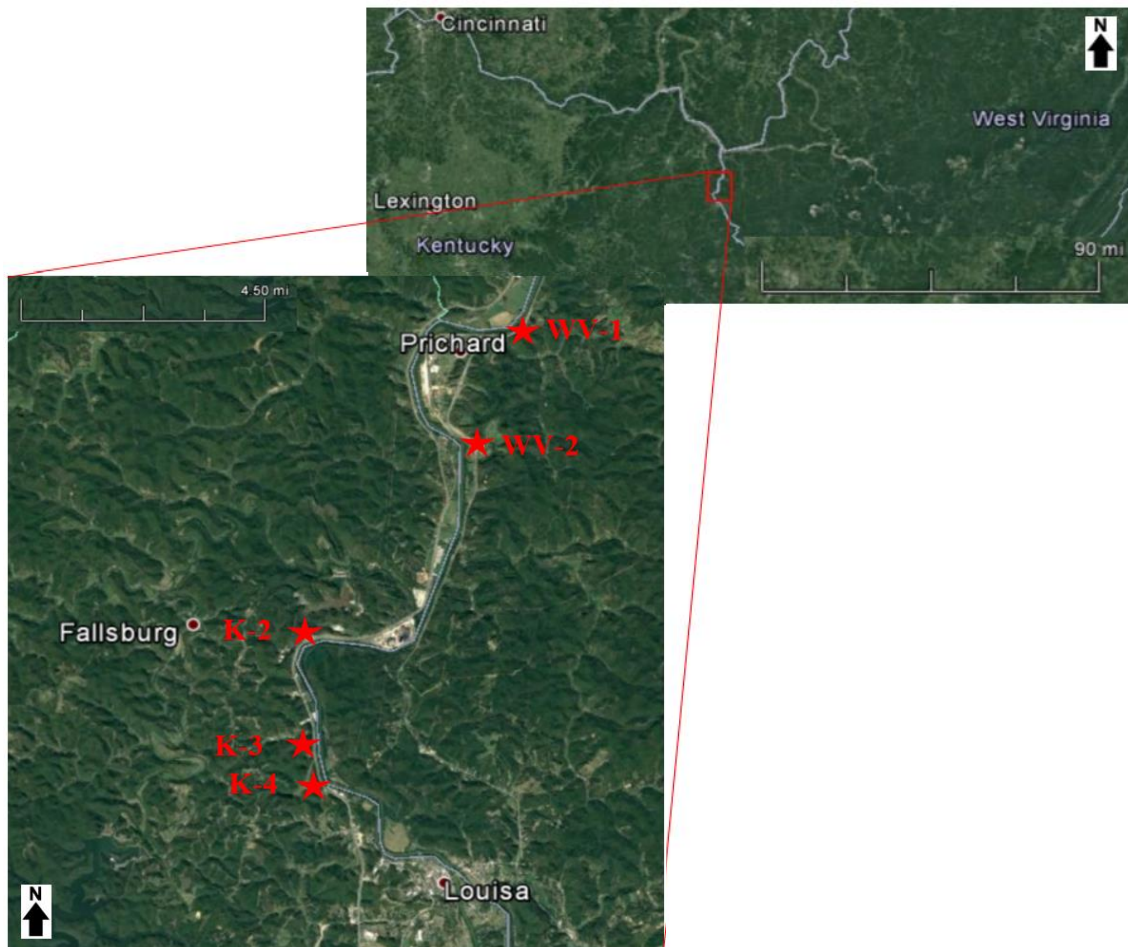 Cincinnati
N
West Virginia
Lexington
Kentucky
90 mi
4.50 mi
Prichard
WV-1
WV-2
Fallsburg
K-2
K-3
K-4
Louisa
N